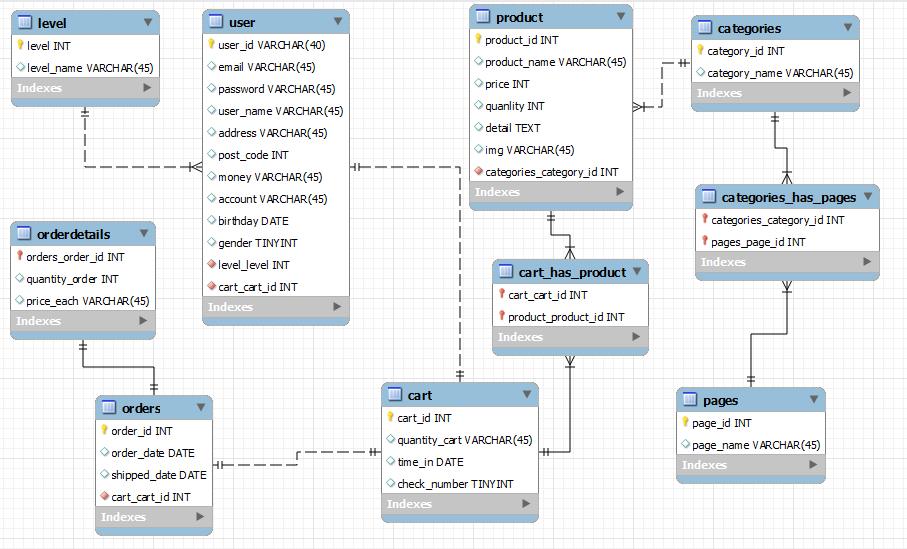 level
level INT
level_name VARCHAR(45)
Indexes
user
user_id VARCHAR(40)
email VARCHAR(45)
password VARCHAR(45)
user_name VARCHAR(45)
address VARCHAR(45)
post_code INT
money VARCHAR(45)
account VARCHAR(45)
birthday DATE
gender TINYINT
level_level INT
cart_cart_id INT
Indexes
product
product_id INT
product_name VARCHAR(45)
price INT
quanlity INT
detail TEXT
img VARCHAR(45)
categories_category_id INT
Indexes
categories
category_id INT
category_name VARCHAR(45)
Indexes
categories_has_pages
categories_category_id INT
pages_page_id INT
Indexes
orderdetails
orders_order_id INT
quantity_order INT
price_each VARCHAR(45)
Indexes
cart_has_product
cart_cart_id INT
product_product_id INT
Indexes
orders
order_id INT
order_date DATE
shipped_date DATE
cart_cart_id INT
Indexes
cart
cart_id INT
quantity_cart VARCHAR(45)
time_in DATE
check_number TINYINT
Indexes
pages
page_id INT
page_name VARCHAR(45)
Indexes